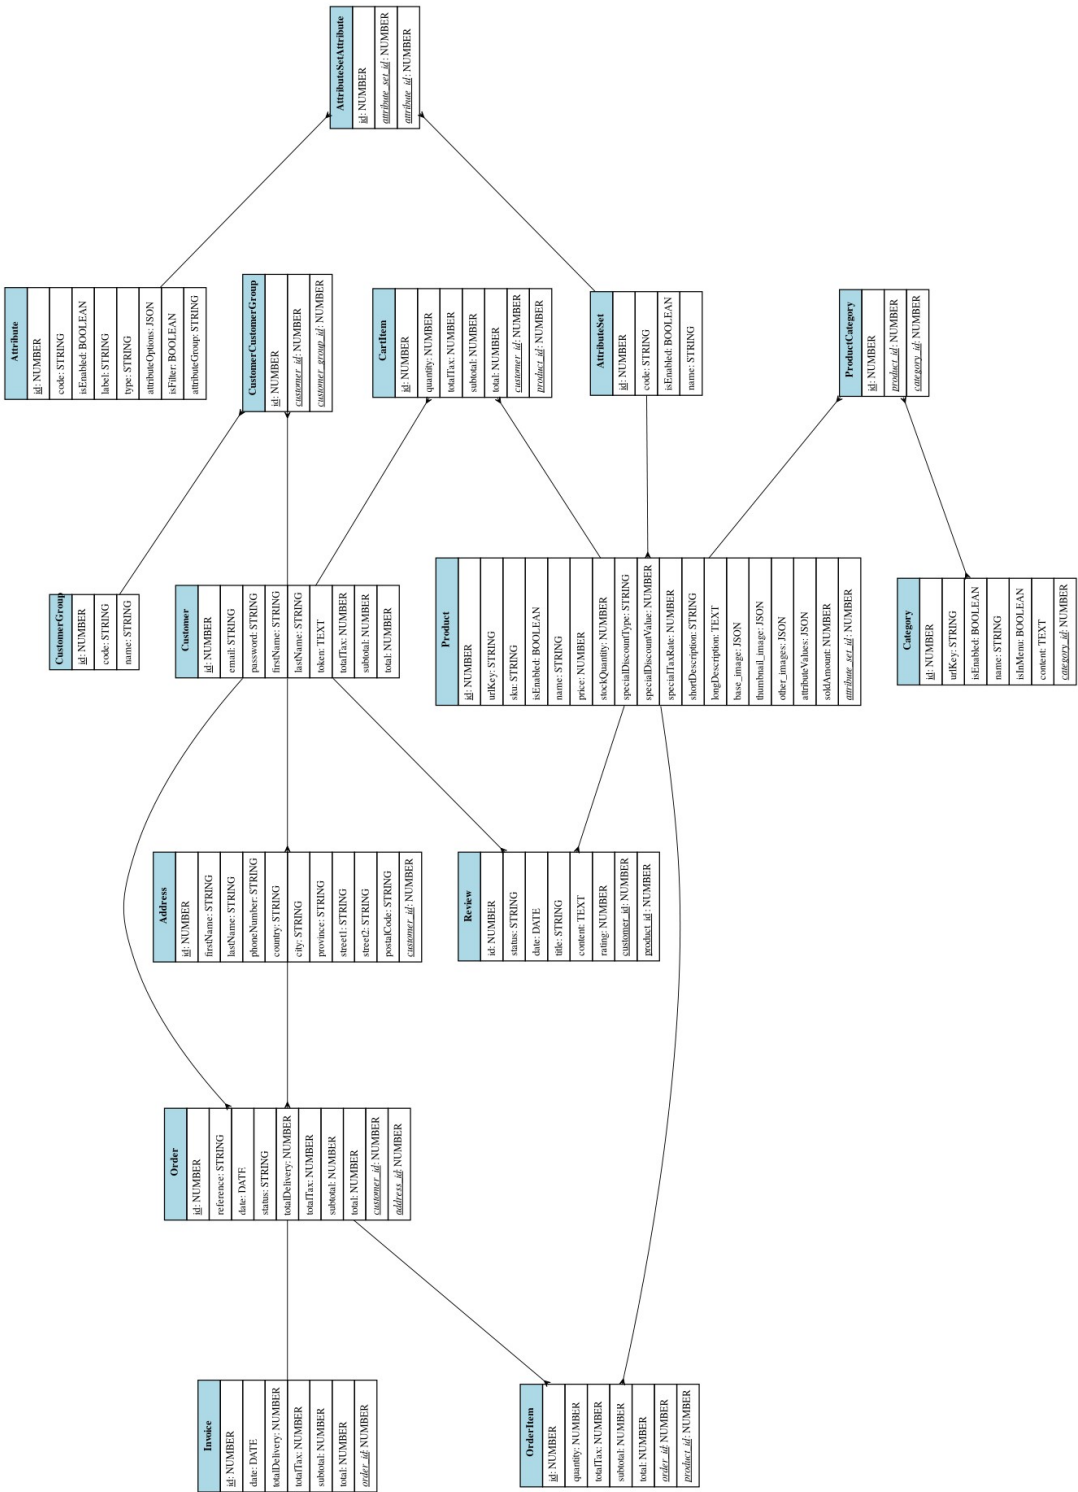 AttributeSetAttribute
id: NUMBER
attribute_set_id: NUMBER
attribute_id: NUMBER
Attribute
id: NUMBER
code: STRING
isEnabled: BOOLEAN
label: STRING
type: STRING
attributeOptions: JSON
isFilter: BOOLEAN
attributeGroup: STRING
CustomerCustomerGroup
id: NUMBER
customer_id: NUMBER
customer_group_id: NUMBER
CartItem
id: NUMBER
quantity: NUMBER
totalTax: NUMBER
subtotal: NUMBER
total: NUMBER
customer_id: NUMBER
product_id: NUMBER
AttributeSet
id: NUMBER
code: STRING
isEnabled: BOOLEAN
name: STRING
ProductCategory
id: NUMBER
product_id: NUMBER
category_id: NUMBER
CustomerGroup
id: NUMBER
code: STRING
name: STRING
Customer
id: NUMBER
email: STRING
password: STRING
firstName: STRING
lastName: STRING
token: TEXT
totalTax: NUMBER
subtotal: NUMBER
total: NUMBER
Product
id: NUMBER
urlKey: STRING
sku: STRING
isEnabled: BOOLEAN
name: STRING
price: NUMBER
stockQuantity: NUMBER
specialDiscountType: STRING
specialDiscountValue: NUMBER
specialTaxRate: NUMBER
shortDescription: STRING
longDescription: TEXT
base_image: JSON
thumbnail_image: JSON
other_images: JSON
attributeValues: JSON
soldAmount: NUMBER
attribute_set_id: NUMBER
Category
id: NUMBER
urlKey: STRING
isEnabled: BOOLEAN
name: STRING
isInMenu: BOOLEAN
content: TEXT
category_id: NUMBER
Address
id: NUMBER
firstName: STRING
lastName: STRING
phoneNumber: STRING
country: STRING
city: STRING
province: STRING
street1: STRING
street2: STRING
postalCode: STRING
customer_id: NUMBER
Review
id: NUMBER
status: STRING
date: DATE
title: STRING
content: TEXT
rating: NUMBER
customer_id: NUMBER
product_id: NUMBER
Order
id: NUMBER
reference: STRING
date: DATE
status: STRING
totalDelivery: NUMBER
totalTax: NUMBER
subtotal: NUMBER
total: NUMBER
customer_id: NUMBER
address_id: NUMBER
Invoice
id: NUMBER
date: DATE
totalDelivery: NUMBER
totalTax: NUMBER
subtotal: NUMBER
total: NUMBER
order_id: NUMBER
OrderItem
id: NUMBER
quantity: NUMBER
totalTax: NUMBER
subtotal: NUMBER
total: NUMBER
order_id: NUMBER
product_id: NUMBER